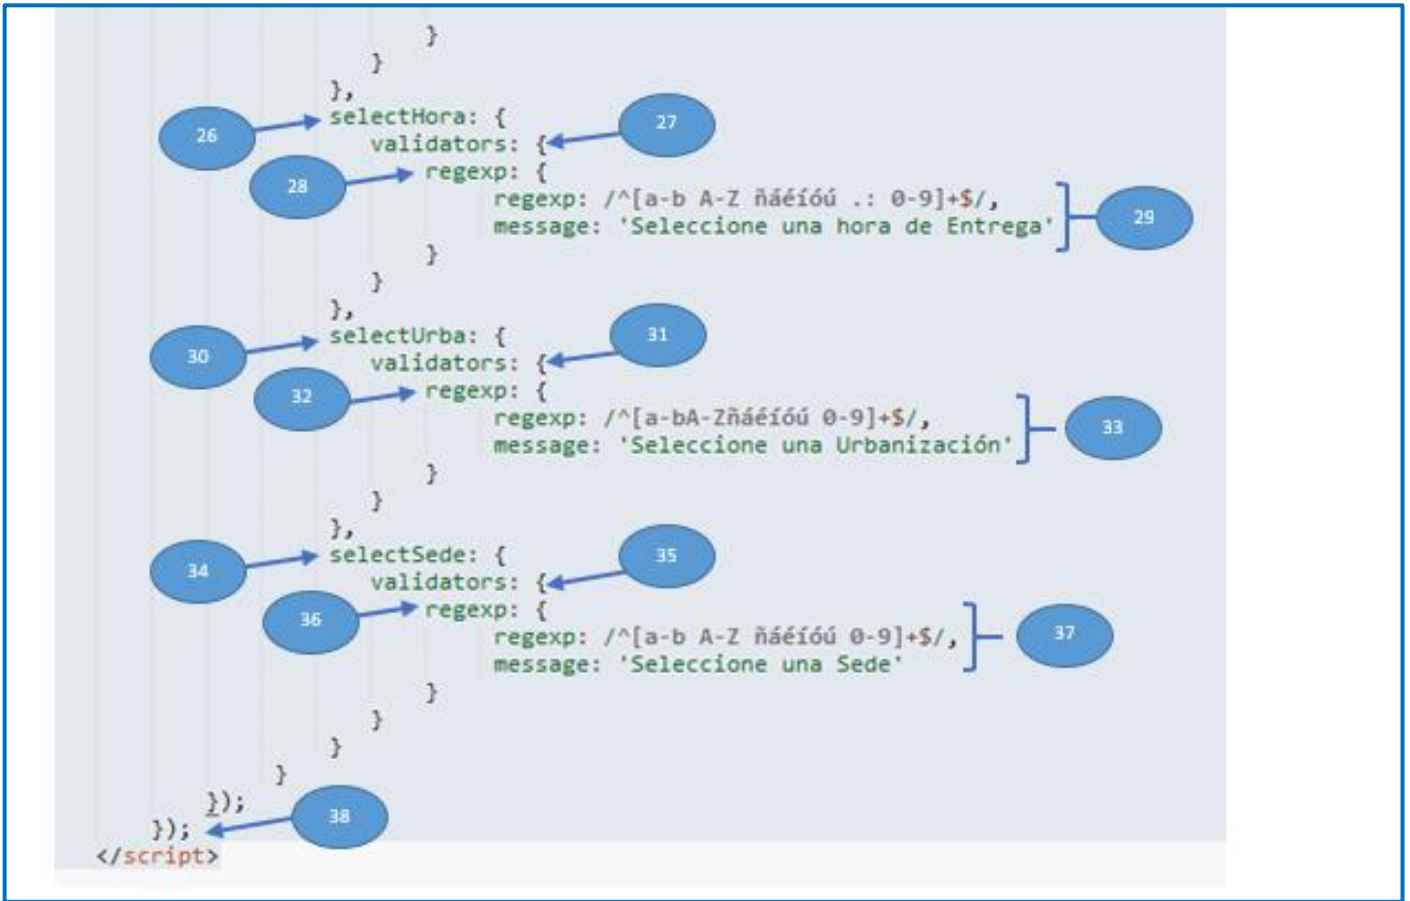 }
}
},
26 selectHora: { 27
validators: {
28 regexp: {
regexp: /^[a-b A-Z ñáéíóú .: 0-9]+$/,
message: 'Seleccione una hora de Entrega' 29
}
}
},
30 selectUrba: { 31
validators: {
32 regexp: {
regexp: /^[a-bA-Zñáéíóú 0-9]+$/,
message: 'Seleccione una Urbanización' 33
}
}
},
34 selectSede: { 35
validators: {
36 regexp: {
regexp: /^[a-b A-Z ñáéíóú 0-9]+$/,
message: 'Seleccione una Sede' 37
}
}
}
}
});
}); 38
</script>